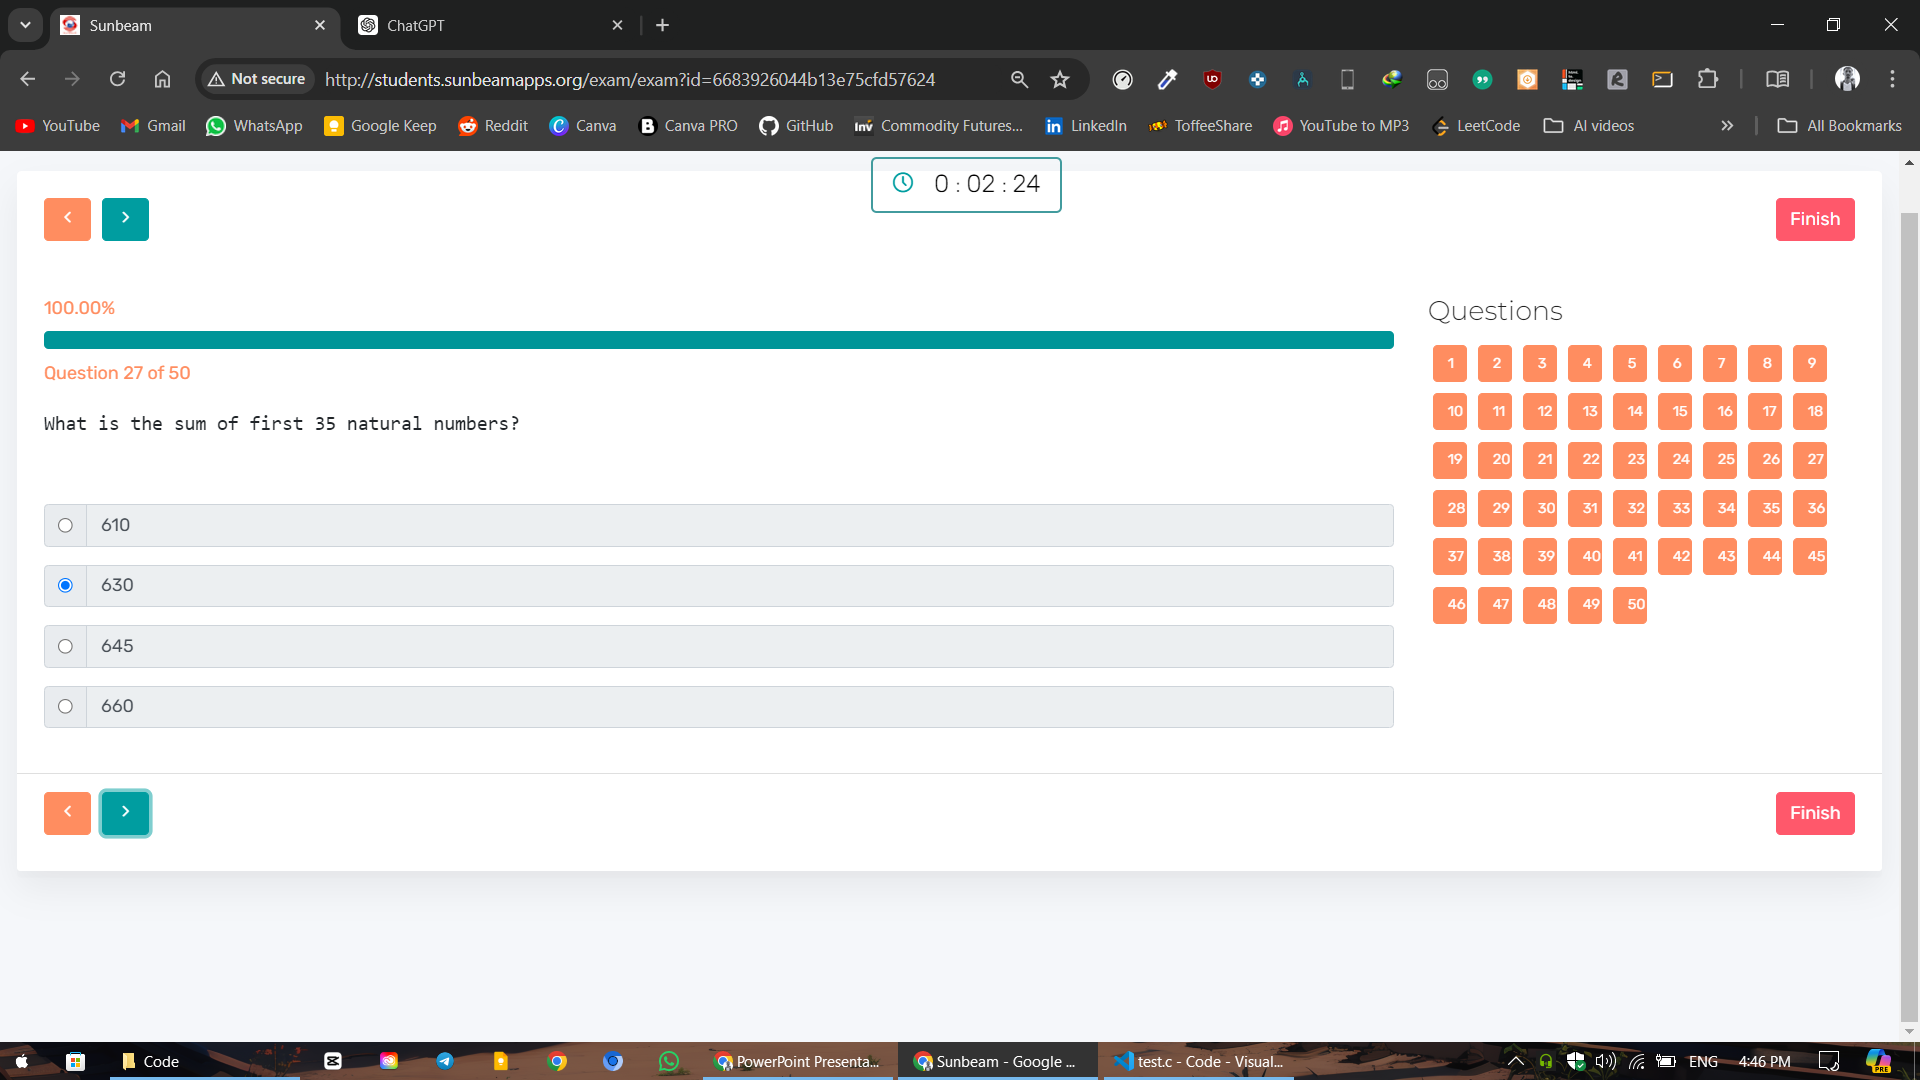 Sunbeam
ChatGPT
Not secure
http://students.sunbeamapps.org/exam/exam?id=6683926044b13e75cfd57624
YouTube
Gmail
WhatsApp
Google Keep
Reddit
Canva
Canva PRO
GitHub
Inv Commodity Futures...
LinkedIn
ToffeeShare
YouTube to MP3
LeetCode
AI videos
All Bookmarks
0 : 02 : 24
Finish
100.00%
Question 27 of 50
What is the sum of first 35 natural numbers?
610
630
645
660
Questions
1 2 3 4 5 6 7 8 9
10 11 12 13 14 15 16 17 18
19 20 21 22 23 24 25 26 27
28 29 30 31 32 33 34 35 36
37 38 39 40 41 42 43 44 45
46 47 48 49 50
Finish
Code
PowerPoint Presenta...
Sunbeam - Google ...
test.c - Code - Visual...
ENG
4:46 PM
PRE